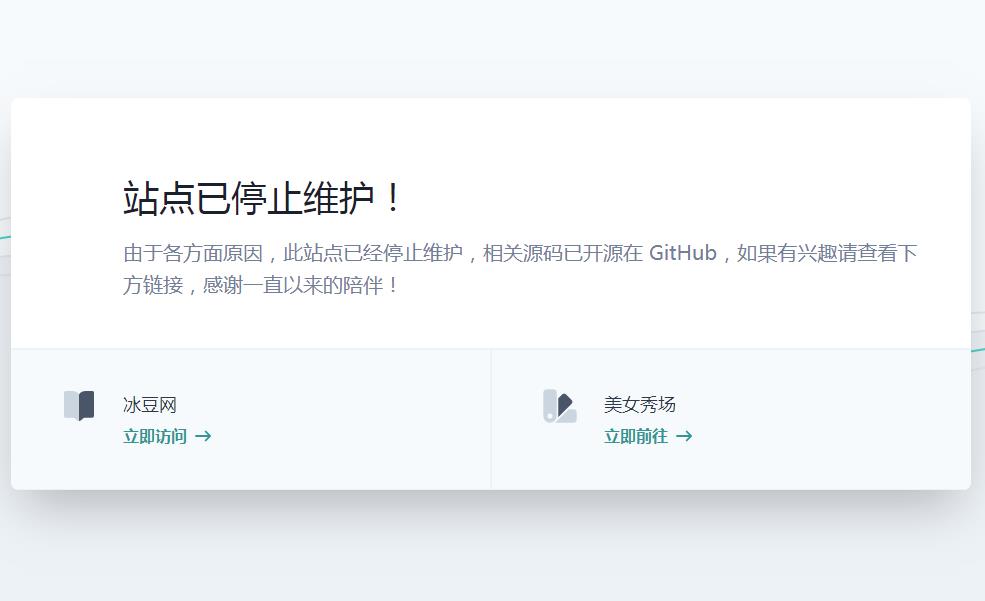 站点已停止维护！
由于各方面原因，此站点已经停止维护，相关源码已开源在 GitHub，如果有兴趣请查看下
方链接，感谢一直以来的陪伴！
冰豆网
立即访问 →
美女秀场
立即前往 →